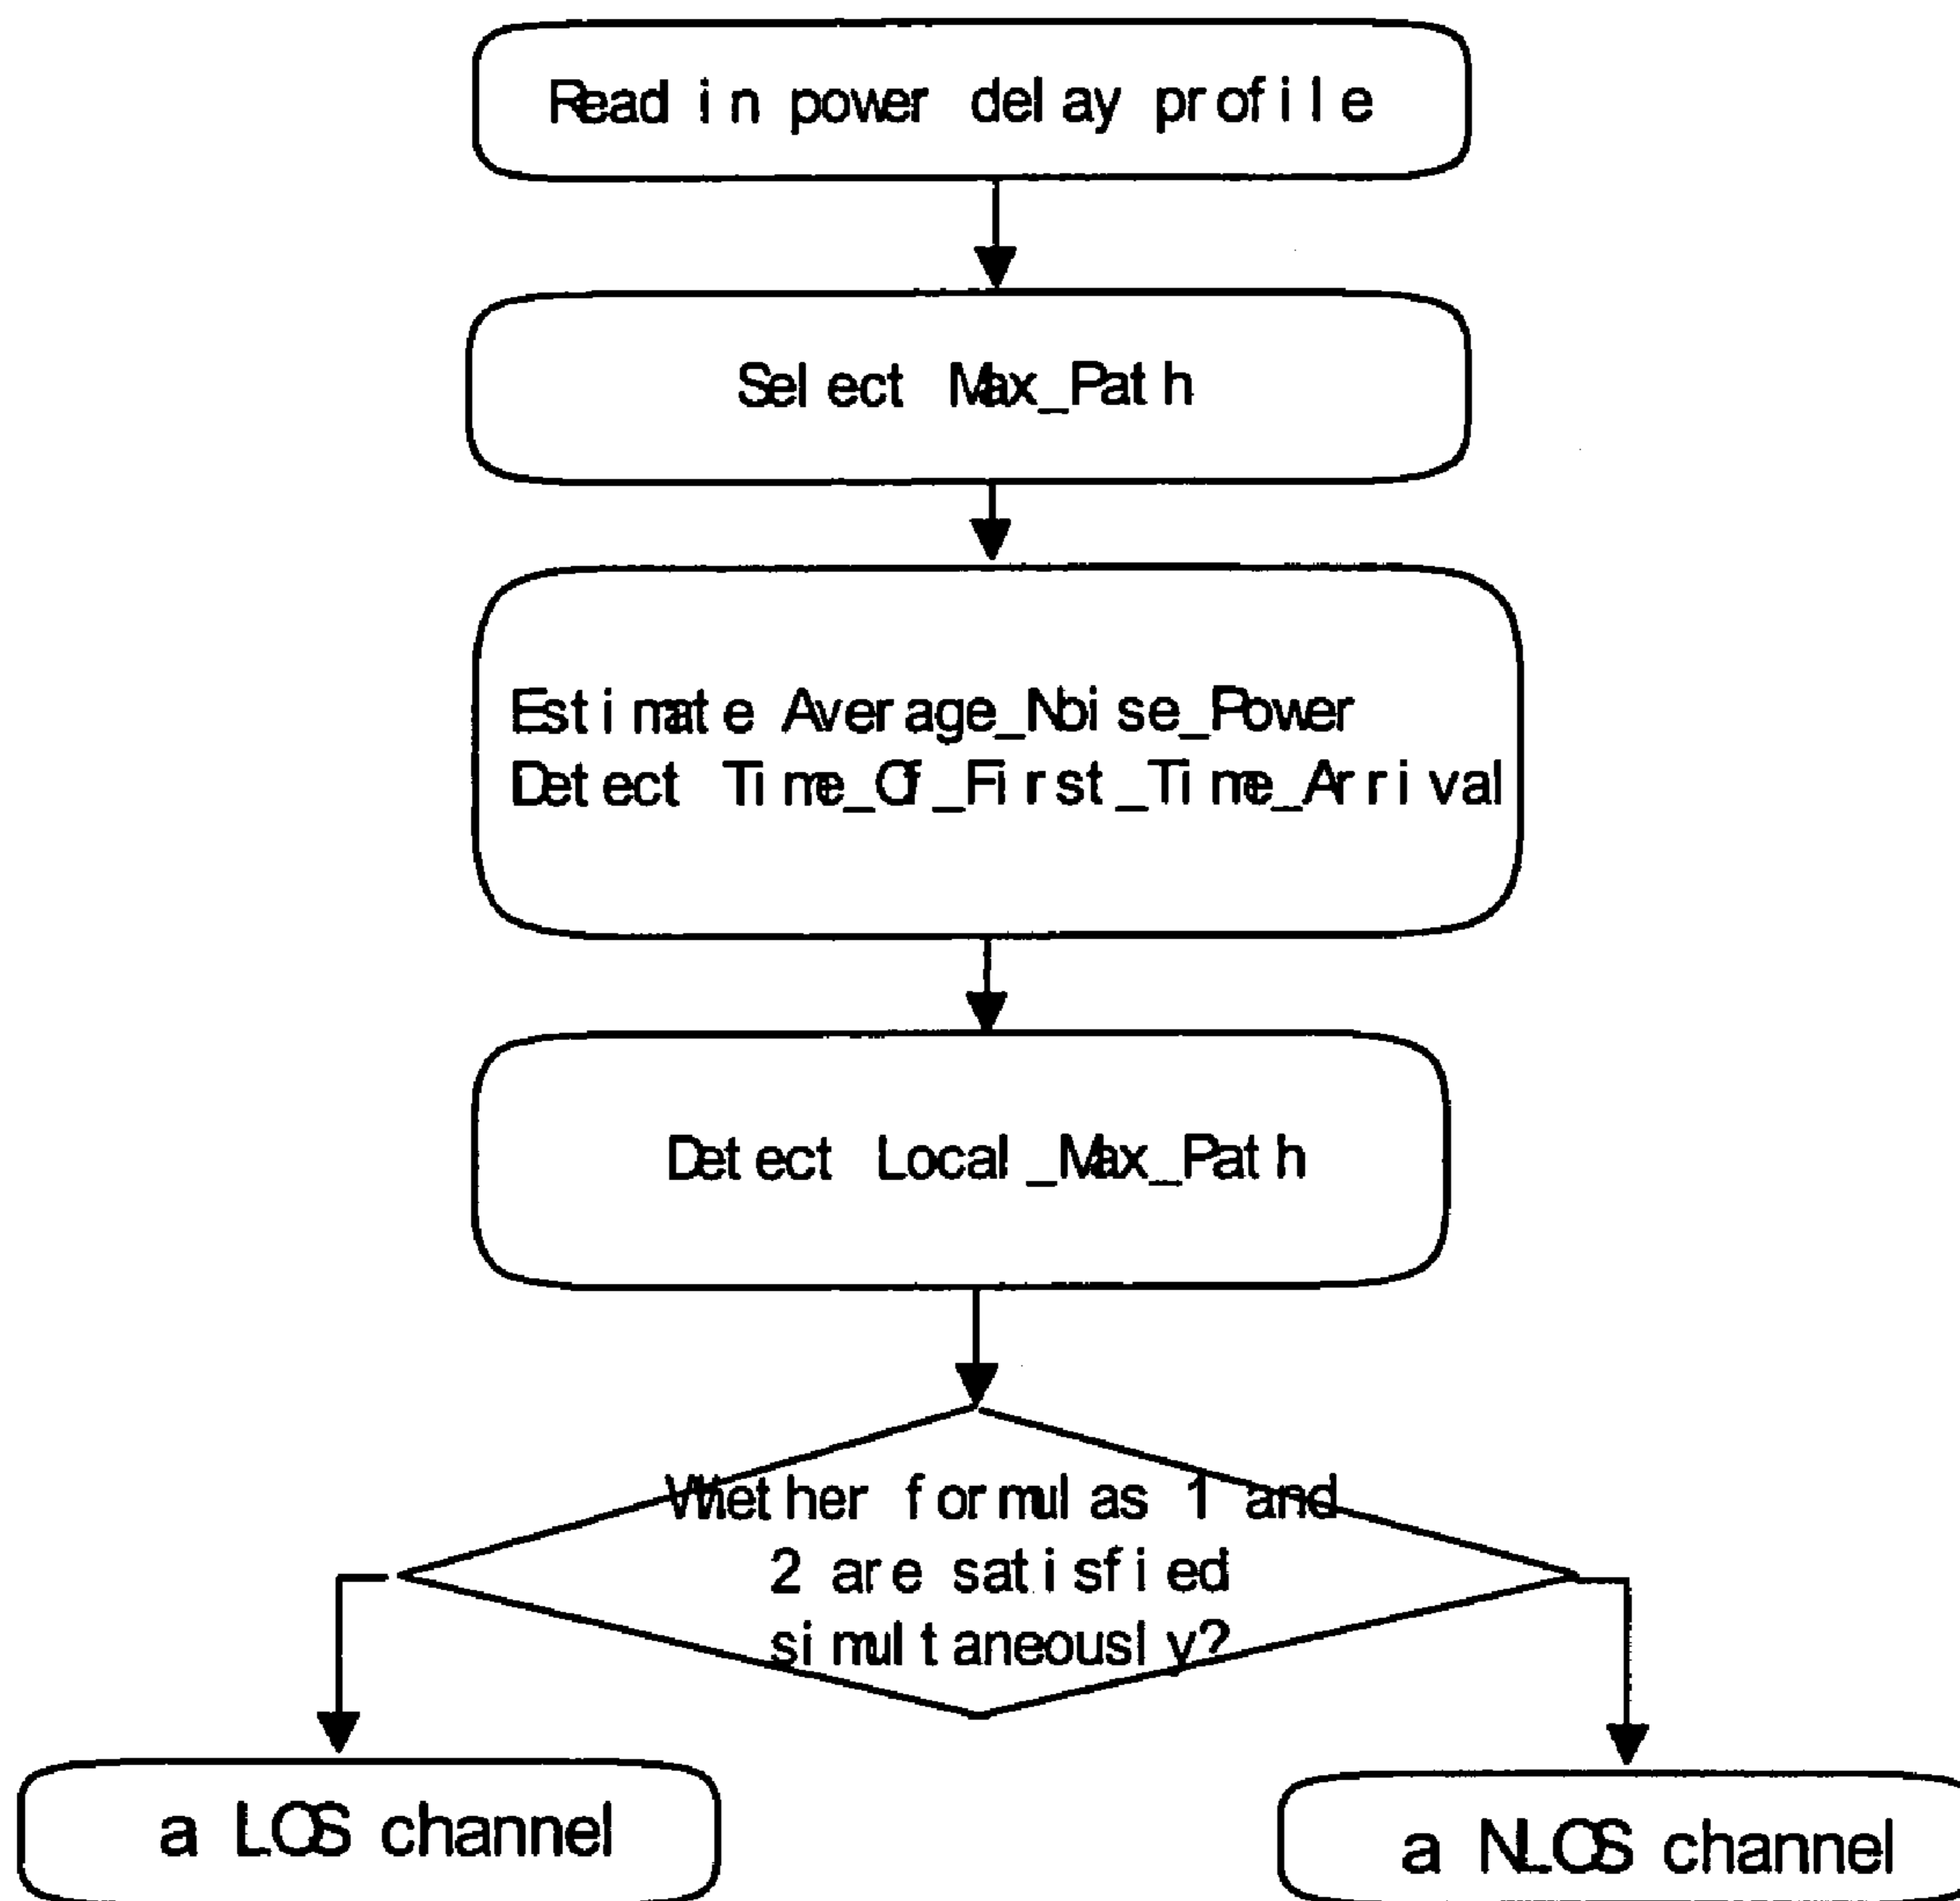 Read in power delay profile
Select Max_Path
Estimate Average_Noise_Power
Detect Time_Of_First_Time_Arrival
Detect Local_Max_Path
Whether formulas 1 and
2 are satisfied
simultaneously?
a LOS channel
a NLOS channel